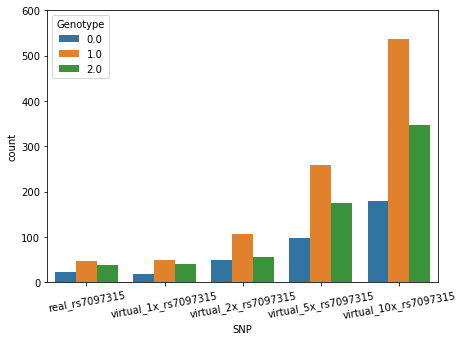 Genotype
0.0
1.0
2.0
600
500
400
300
200
100
0
count
real_rs7097315
virtual_1x_rs7097315
virtual_2x_rs7097315
virtual_5x_rs7097315
virtual_10x_rs7097315
SNP